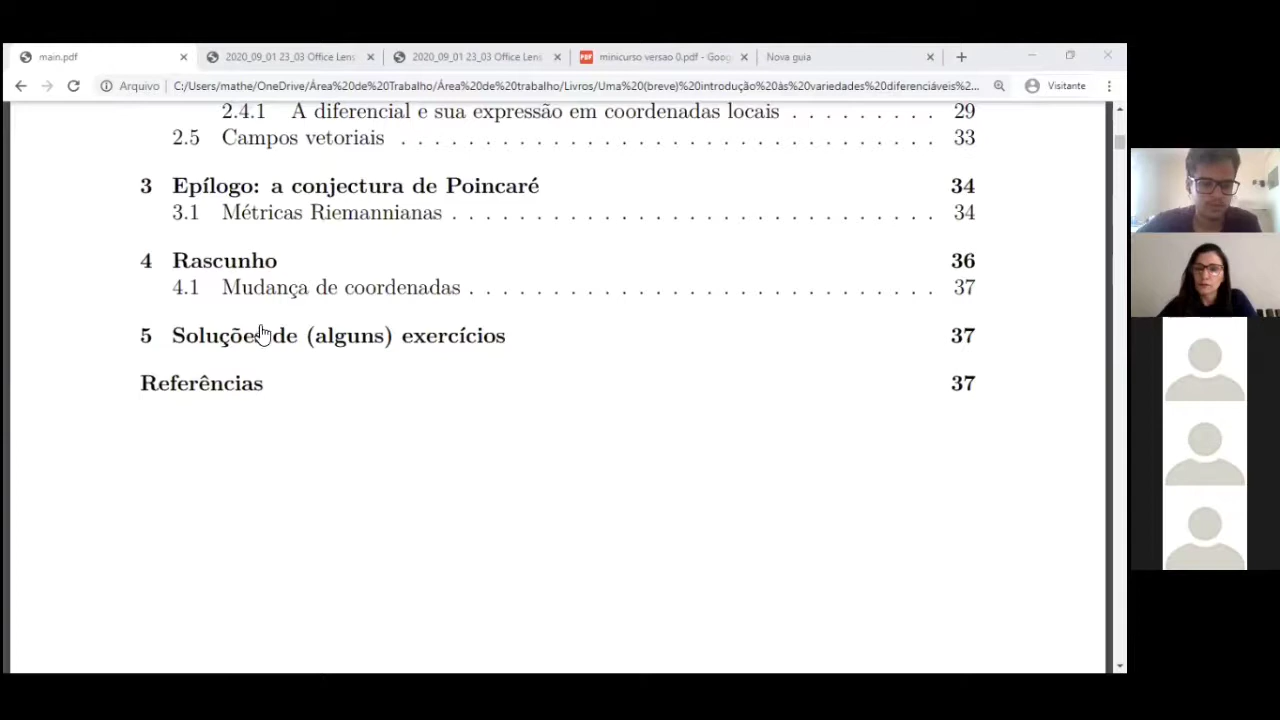 main.pdf
2020_09_01 23_03 Office Lens
2020_09_01 23_03 Office Lens
PDF
minicurso versao 0.pdf - Goog
Nova guia
Arquivo
C:/Users/mathe/OneDrive/Área%20de%20Trabalho/Área%20de%20trabalho/Livros/Uma%20(breve)%20introdução%20às%20variedades%20diferenciáveis%2...
Visitante
2.4.1 A diferencial e sua expressão em coordenadas locais . . . . . . . . . 29
2.5 Campos vetoriais . . . . . . . . . . . . . . . . . . . . . . . . . . 33
3 Epílogo: a conjectura de Poincaré 34
3.1 Métricas Riemannianas . . . . . . . . . . . . . . . . . . . . . . . 34
4 Rascunho 36
4.1 Mudança de coordenadas . . . . . . . . . . . . . . . . . . . . . . 37
5 Soluções de (alguns) exercícios 37
Referências 37